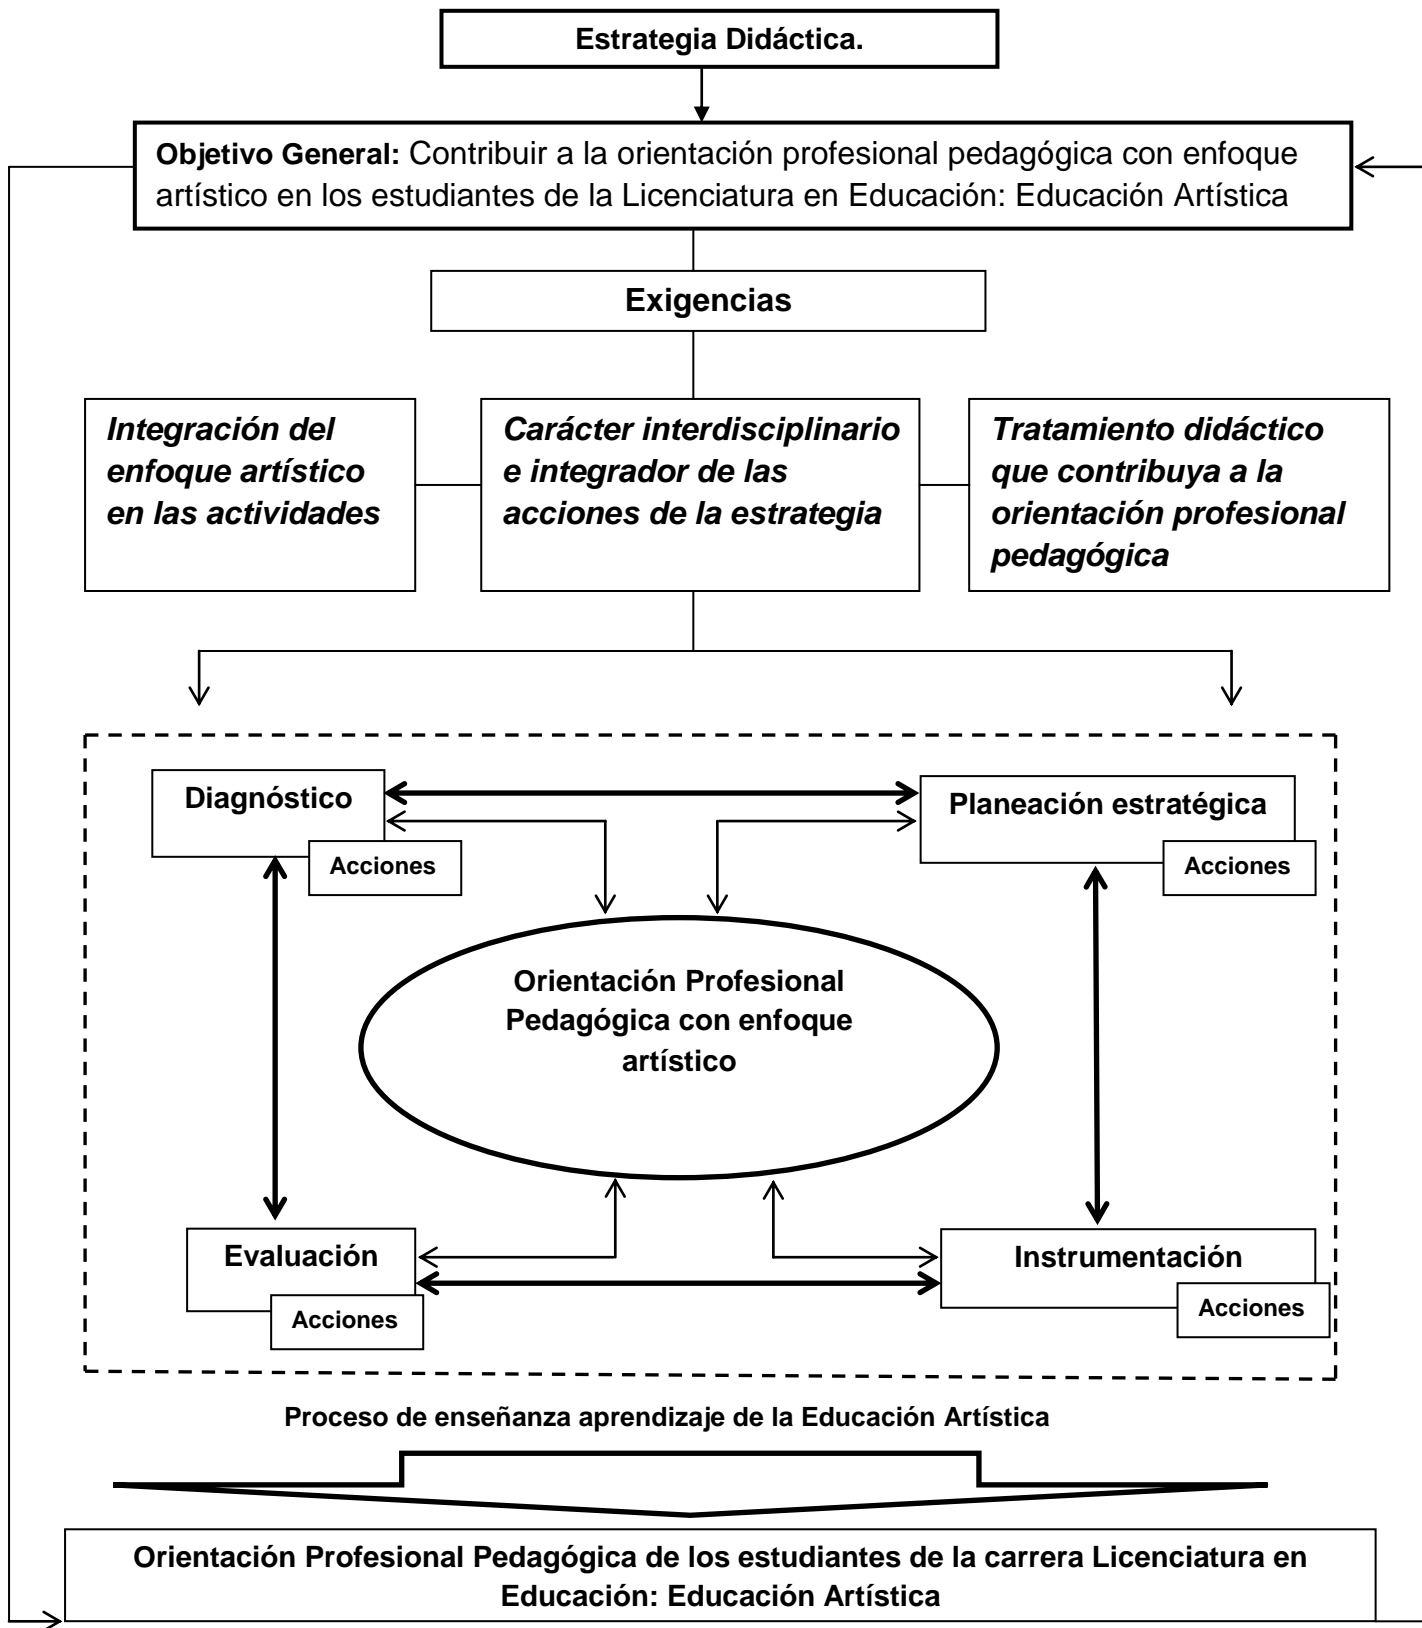 Estrategia Didáctica.
Objetivo General: Contribuir a la orientación profesional pedagógica con enfoque
artístico en los estudiantes de la Licenciatura en Educación: Educación Artística
Exigencias
Integración del
enfoque artístico
en las actividades
Carácter interdisciplinario
e integrador de las
acciones de la estrategia
Tratamiento didáctico
que contribuya a la
orientación profesional
pedagógica
Diagnóstico
Acciones
Planeación estratégica
Acciones
Orientación Profesional
Pedagógica con enfoque
artístico
Evaluación
Acciones
Instrumentación
Acciones
Proceso de enseñanza aprendizaje de la Educación Artística
Orientación Profesional Pedagógica de los estudiantes de la carrera Licenciatura en
Educación: Educación Artística